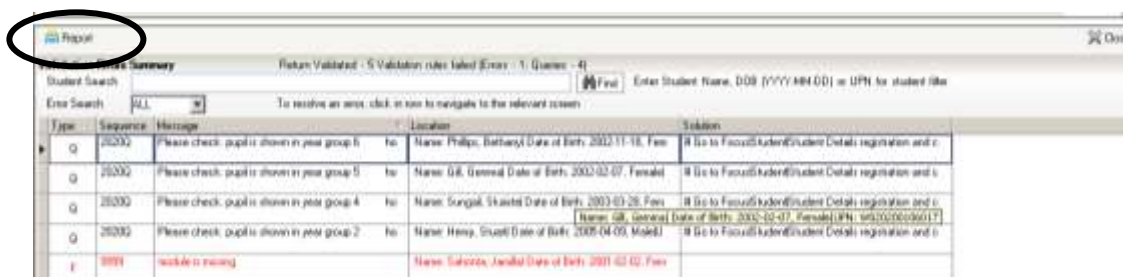 Report
Summary Return Validated - 5 Validation rules failed (Errors - 1: Queries - 4)
Student Search Find Enter Student Name, DOB (YYYY-MM-DD) or UPN for student filter
Error Search ALL To resolve an error, click in row to navigate to the relevant screen
Type Sequence Message Location Solution
Q 2020Q Please check: pupil is shown in year group 6 ho Name: Phillips, Bethany| Date of Birth: 2002-11-18, Fem # Go to Focus/Student/Student Details registration and c
Q 2020Q Please check: pupil is shown in year group 5 ho Name: Gill, Gemma| Date of Birth: 2002-02-07, Female| # Go to Focus/Student/Student Details registration and c
Q 2020Q Please check: pupil is shown in year group 4 ho Name: Date of Birth: 2003-03-28, Fem # Go to Focus/Student/Student Details registration and c
Name: Gill, Gemma| Date of Birth: 2002-02-07, Female|UPN:
Q 2020Q Please check: pupil is shown in year group 2 ho Name: Stuart| Date of Birth: 2005-04-09, Male| # Go to Focus/Student/Student Details registration and c
module is missing Name: Date of Birth: 2001-02-02, Fem